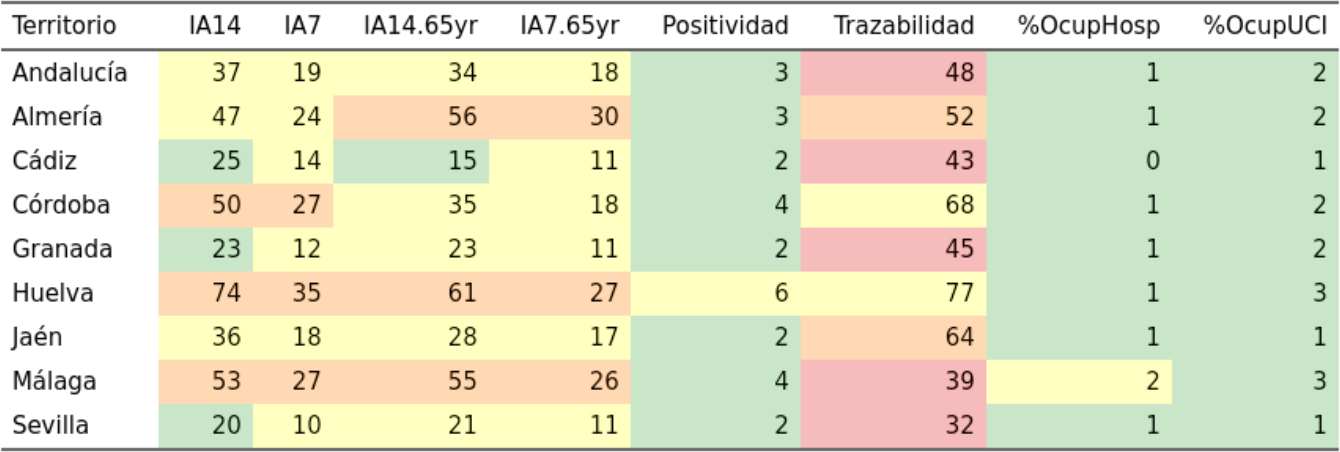 Territorio IA14 IA7 IA14.65yr IA7.65yr Positividad Trazabilidad %OcupHosp %OcupUCI
Andalucía 37 19 34 18 3 48 1 2
Almería 47 24 56 30 3 52 1 2
Cádiz 25 14 15 11 2 43 0 1
Córdoba 50 27 35 18 4 68 1 2
Granada 23 12 23 11 2 45 1 2
Huelva 74 35 61 27 6 77 1 3
Jaén 36 18 28 17 2 64 1 1
Málaga 53 27 55 26 4 39 2 3
Sevilla 20 10 21 11 2 32 1 1